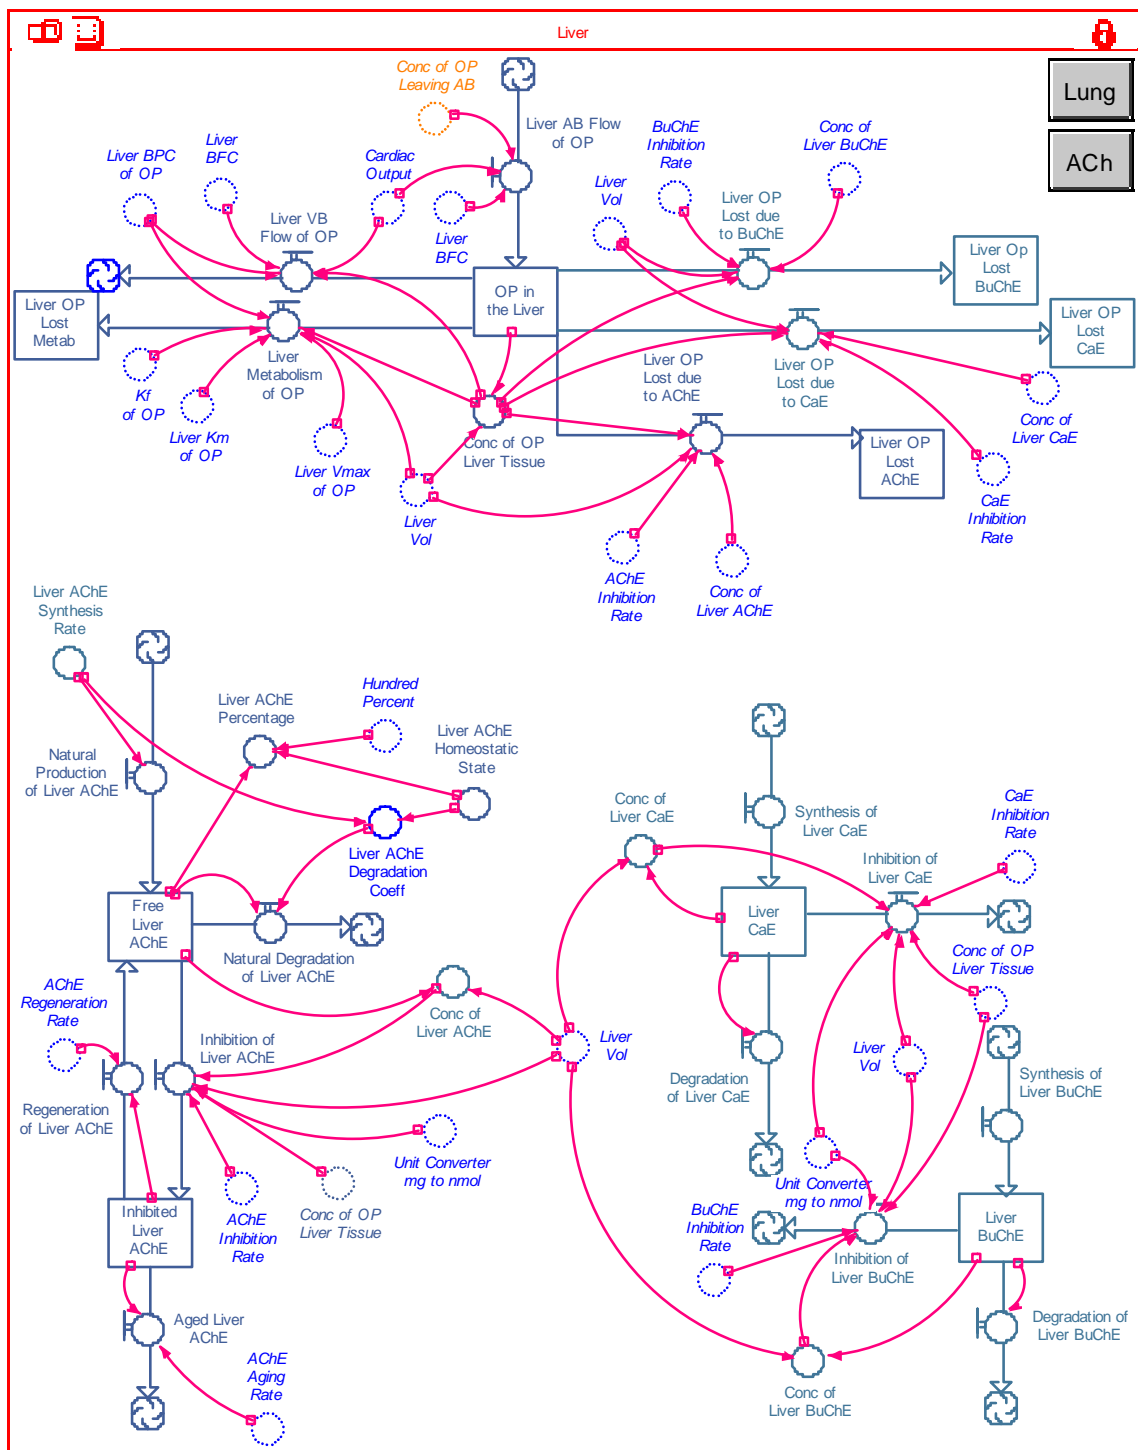 Liver
Lung
ACh
Conc of OP
Leaving AB
Liver AB Flow
of OP
Liver BPC
of OP
Liver
BFC
Cardiac
Output
Liver VB
Flow of OP
Liver
BFC
BuChE
Inhibition
Rate
Conc of
Liver BuChE
Liver
Vol
Liver OP
Lost due
to BuChE
Liver OP
Lost
Metab
OP in
the Liver
Liver Op
Lost
BuChE
Liver OP
Lost
CaE
Liver
Metabolism
of OP
Liver OP
Lost due
to AChE
Liver OP
Lost due
to CaE
Kf
of OP
Liver Km
of OP
Liver Vmax
of OP
Conc of OP
Liver Tissue
Conc of
Liver CaE
Liver OP
Lost
AChE
Liver
Vol
CaE
Inhibition
Rate
AChE
Inhibition
Rate
Conc of
Liver AChE
Liver AChE
Synthesis
Rate
Liver AChE
Percentage
Hundred
Percent
Liver AChE
Homeostatic
State
Natural
Production
of Liver AChE
Liver AChE
Degradation
Coeff
Free
Liver
AChE
Natural Degradation
of Liver AChE
AChE
Regeneration
Rate
Inhibition of
Liver AChE
Conc of
Liver AChE
Liver
Vol
Regeneration
of Liver AChE
Unit Converter
mg to nmol
Inhibited
Liver
AChE
AChE
Inhibition
Rate
Conc of OP
Liver Tissue
Aged Liver
AChE
AChE
Aging
Rate
Conc of
Liver CaE
Synthesis of
Liver CaE
CaE
Inhibition
Rate
Inhibition of
Liver CaE
Liver
CaE
Conc of OP
Liver Tissue
Degradation
of Liver CaE
Liver
Vol
Synthesis of
Liver BuChE
Unit Converter
mg to nmol
BuChE
Inhibition
Rate
Inhibition of
Liver BuChE
Liver
BuChE
Degradation of
Liver BuChE
Conc of
Liver BuChE